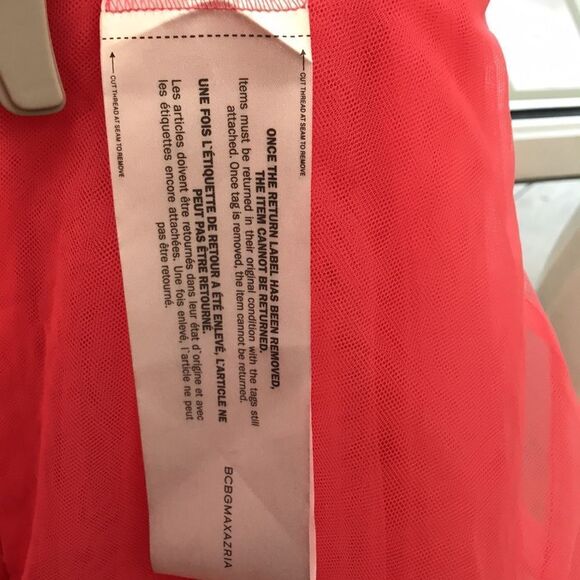 CUT THREAD AT SEAM TO REMOVE
ONCE THE RETURN LABEL HAS BEEN REMOVED,
THE ITEM CANNOT BE RETURNED.
Items must be returned in their original condition with the tags still
attached. Once tag is removed, the item cannot be returned.
UNE FOIS L'ÉTIQUETTE DE RETOUR A ÉTÉ ENLEVÉ, L'ARTICLE NE
PEUT PAS ÊTRE RETOURNÉ.
Les articles doivent être retournés dans leur état d'origine et avec
les étiquettes encore attachées. Une fois enlevé, l'article ne peut
pas être retourné.
CUT THREAD AT SEAM TO REMOVE
BCBGMAXAZRIA